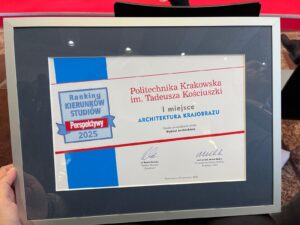 Ranking
KIERUNKÓW
STUDIÓW
Perspektywy
2025
Politechnika Krakowska
im. Tadeusza Kościuszki
I miejsce
ARCHITEKTURA KRAJOBRAZU